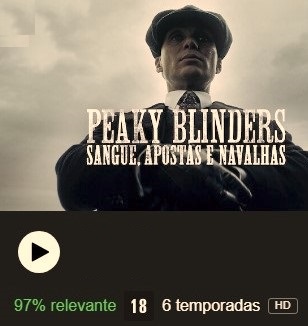 PEAKY BLINDERS
SANGUE, APOSTAS E NAVALHAS
97% relevante 18 6 temporadas HD